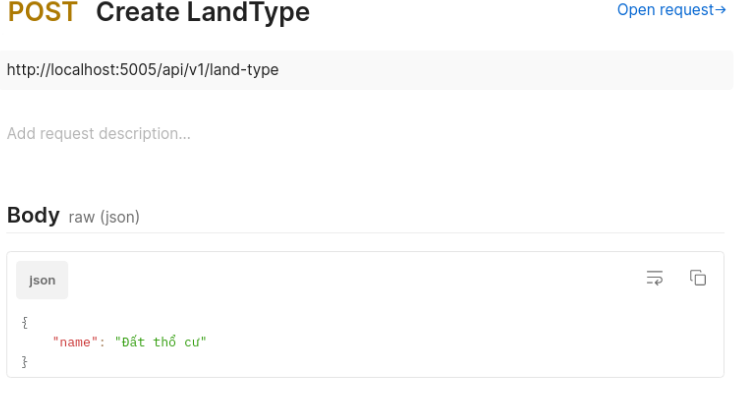 POST Create LandType
Open request→
http://localhost:5005/api/v1/land-type
Add request description...
Body raw (json)
json
{
"name": "Đất thổ cư"
}